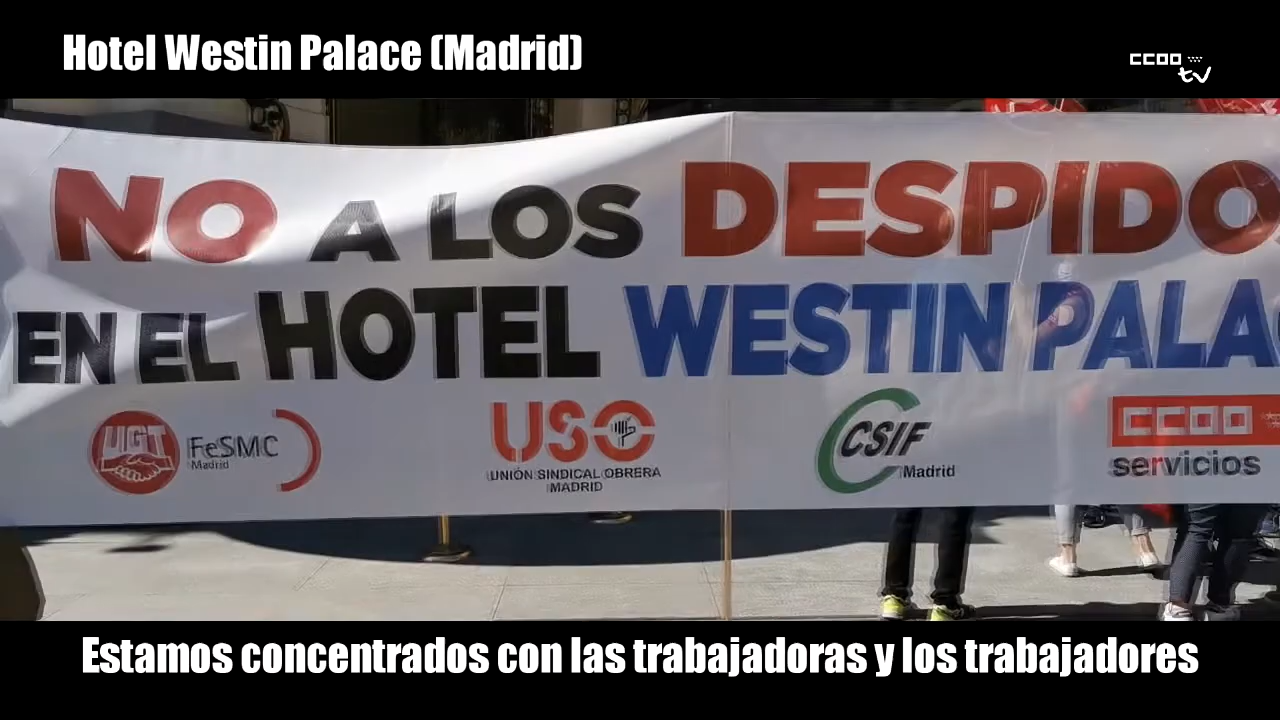 Hotel Westin Palace (Madrid)
CCOO
tv
NO A LOS DESPIDOS
EN EL HOTEL WESTIN PALA
UGT
FeSMC
Madrid
USO
UNIÓN SINDICAL OBRERA
MADRID
CSIF
Madrid
CCOO
servicios
Estamos concentrados con las trabajadoras y los trabajadores